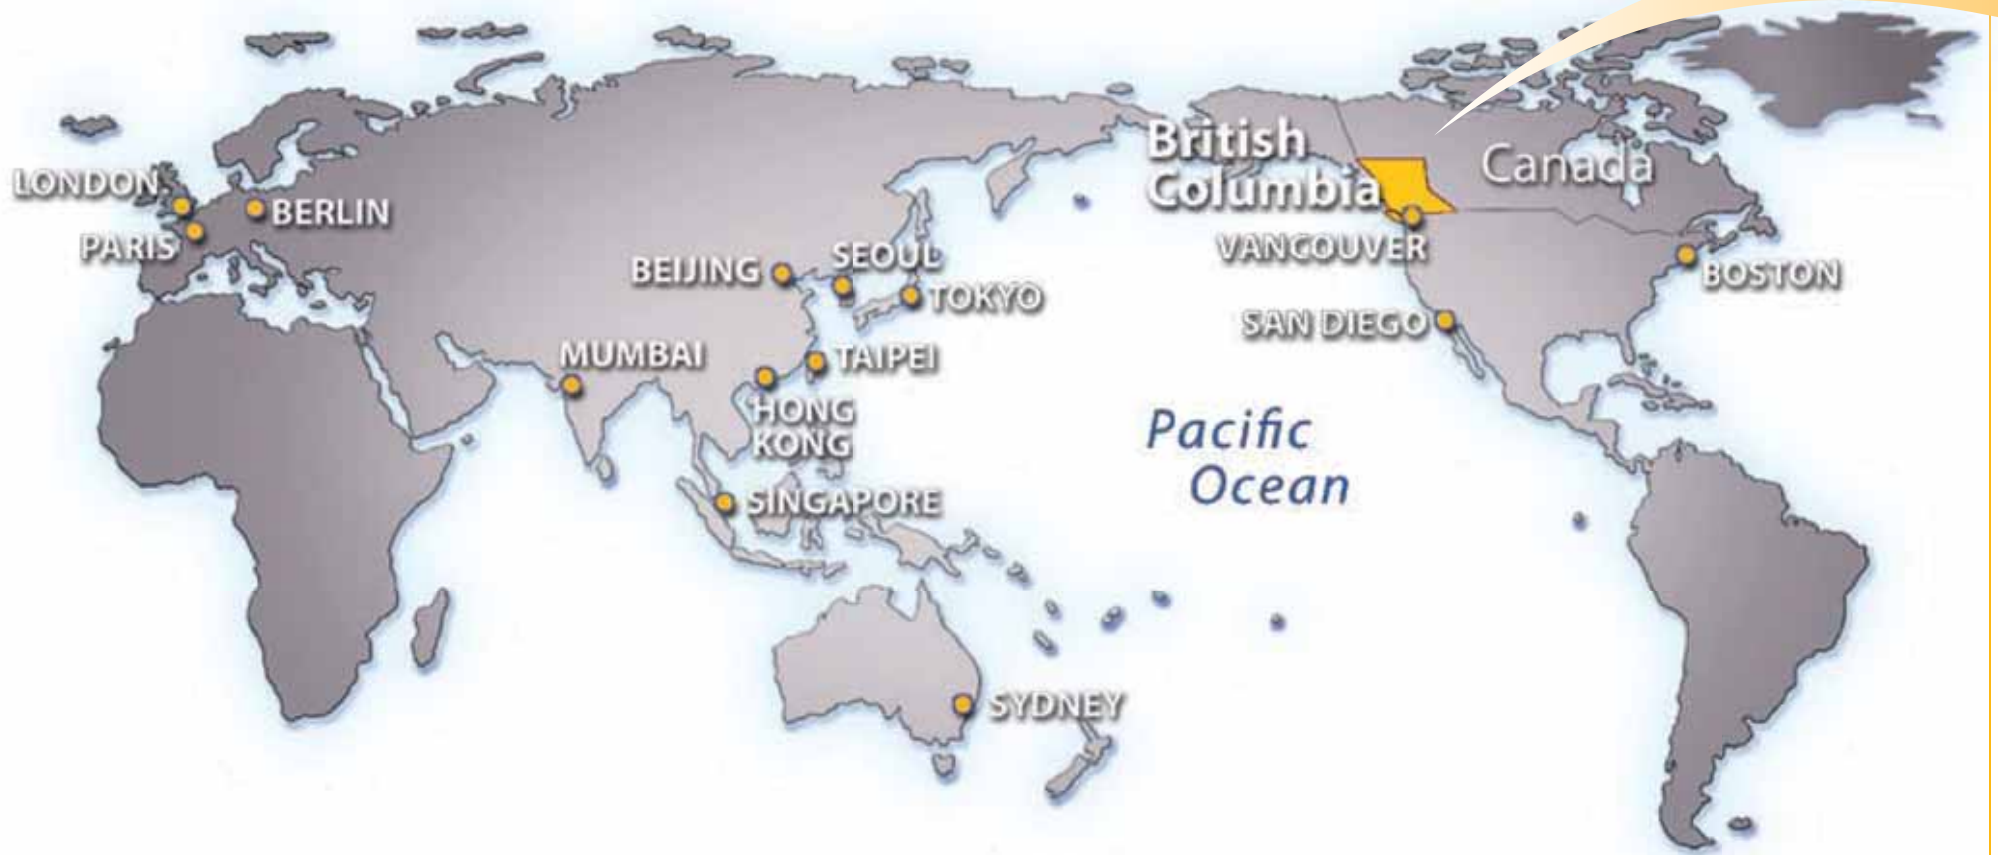 British
Columbia
Canada
LONDON
BERLIN
PARIS
VANCOUVER
BEIJING
SEOUL
TOKYO
BOSTON
SAN DIEGO
MUMBAI
TAIPEI
HONG
KONG
Pacific
Ocean
SINGAPORE
SYDNEY